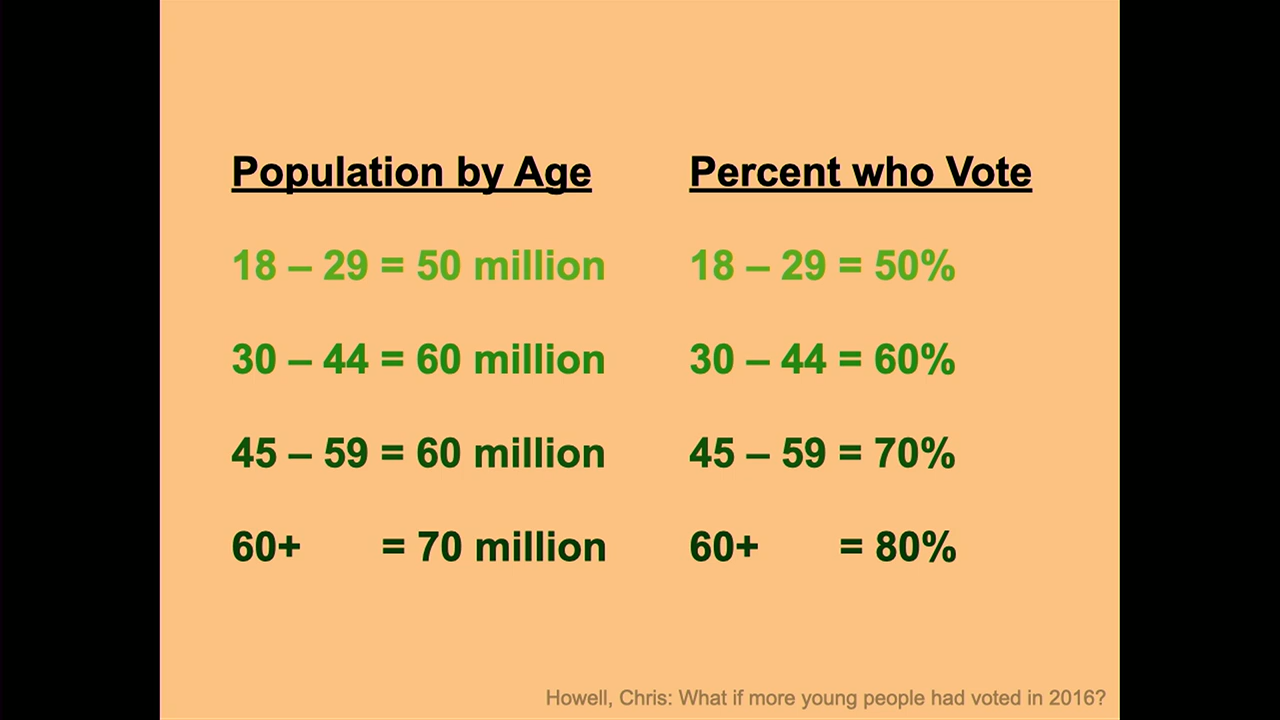 Population by Age
Percent who Vote
18 – 29 = 50 million
18 – 29 = 50%
30 – 44 = 60 million
30 – 44 = 60%
45 – 59 = 60 million
45 – 59 = 70%
60+ = 70 million
60+ = 80%
Howell, Chris: What if more young people had voted in 2016?